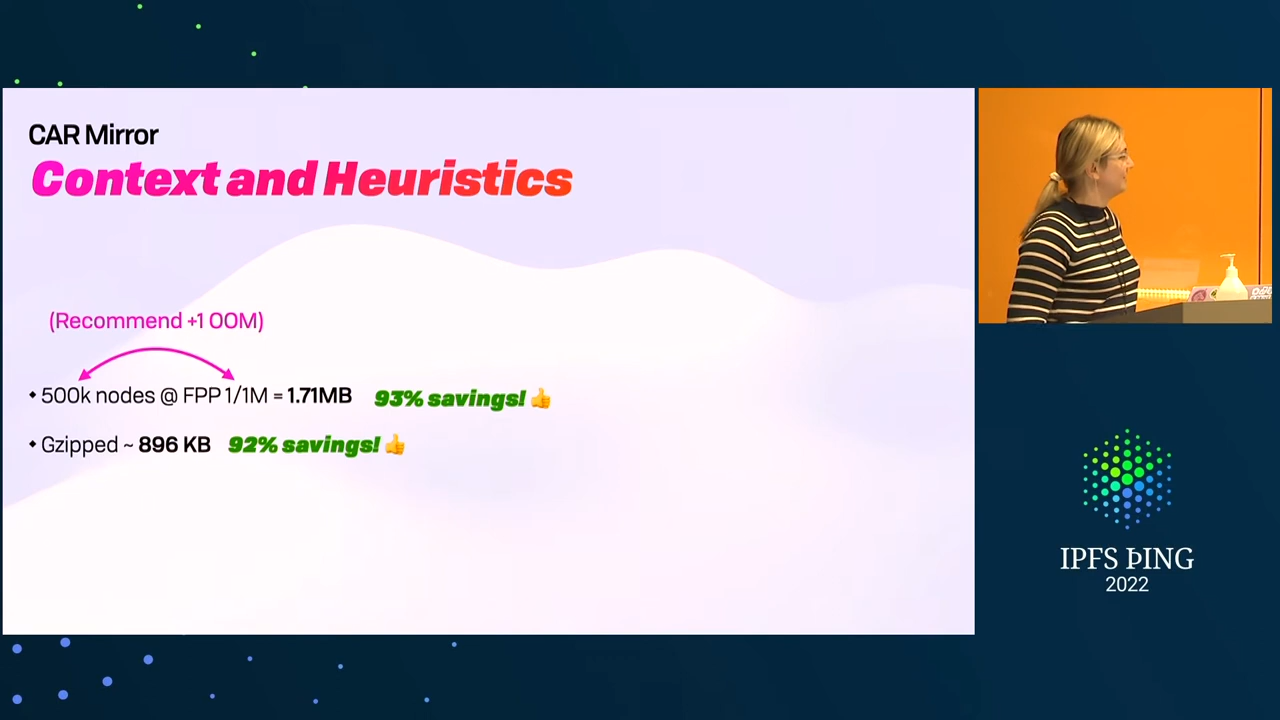 CAR Mirror
Context and Heuristics
(Recommend +1 OOM)
• 500k nodes @ FPP 1/1M = 1.71MB 93% savings! 👍
• Gzipped ~ 896 KB 92% savings! 👍
IPFS ÞING
2022